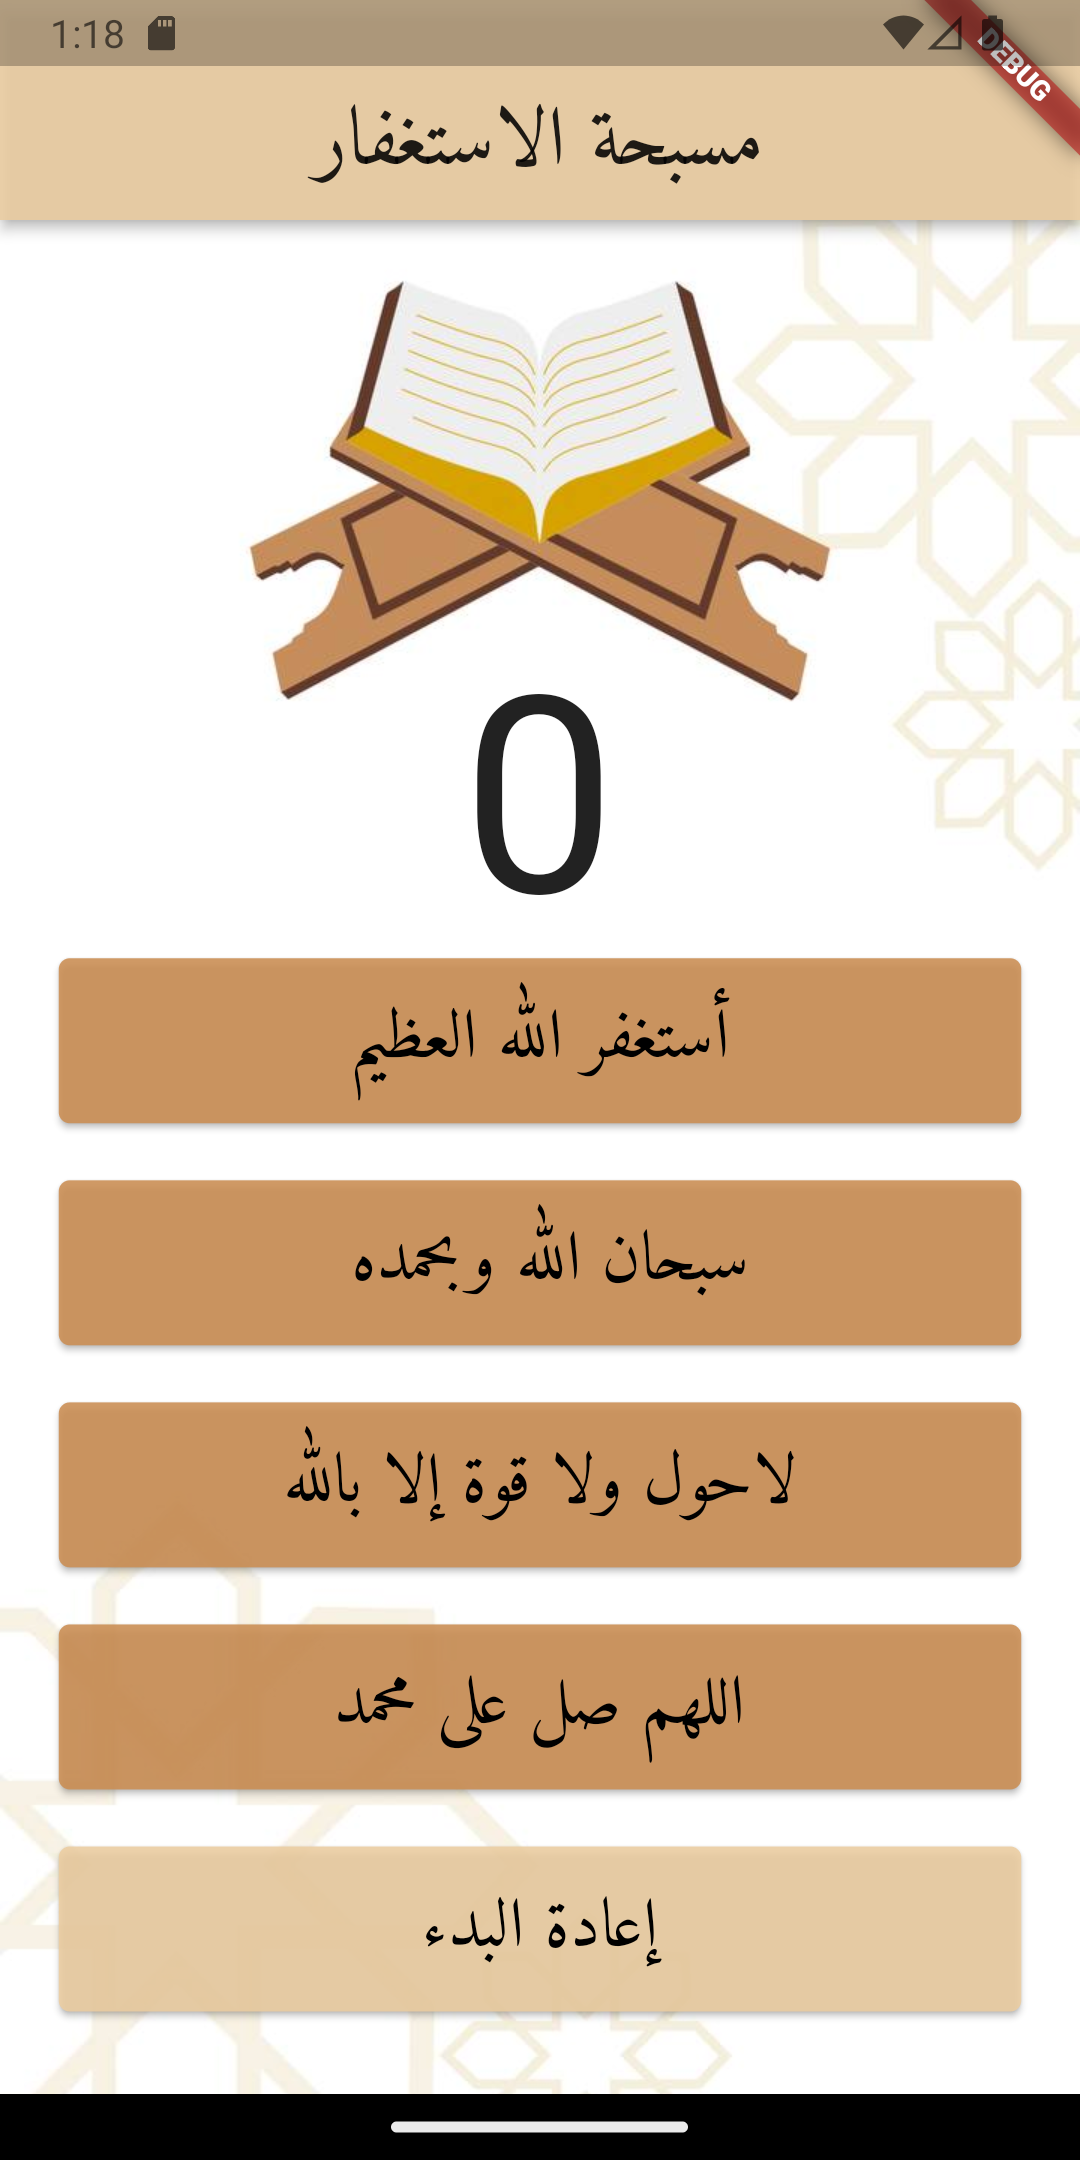 1:18
DEBUG
مسبحة الاستغفار
0
أستغفر الله العظيم
سبحان الله وبحمده
لاحول ولا قوة إلا بالله
اللهم صل على محمد
إعادة البدء